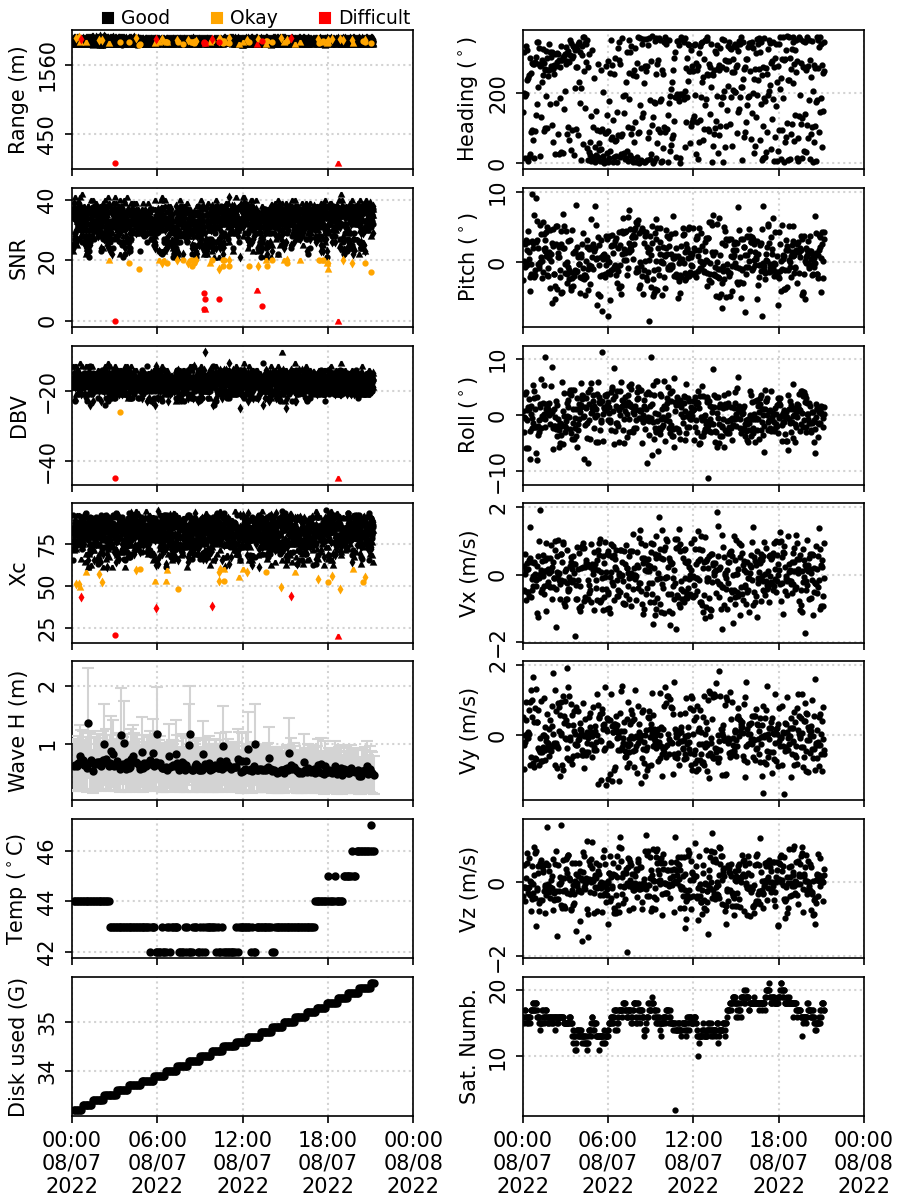 Good Okay Difficult
Range (m)
1560
450
Heading (°)
200
0
SNR
40
20
0
Pitch (°)
10
0
DBV
−20
−40
Roll (°)
10
0
−10
Xc
75
50
25
Vx (m/s)
2
0
−2
Wave H (m)
2
1
Vy (m/s)
2
0
Temp (°C)
46
44
42
Vz (m/s)
0
−2
Disk used (G)
35
34
Sat. Numb.
20
10
00:00 06:00 12:00 18:00 00:00
08/07 08/07 08/07 08/07 08/08
2022 2022 2022 2022 2022
00:00 06:00 12:00 18:00 00:00
08/07 08/07 08/07 08/07 08/08
2022 2022 2022 2022 2022